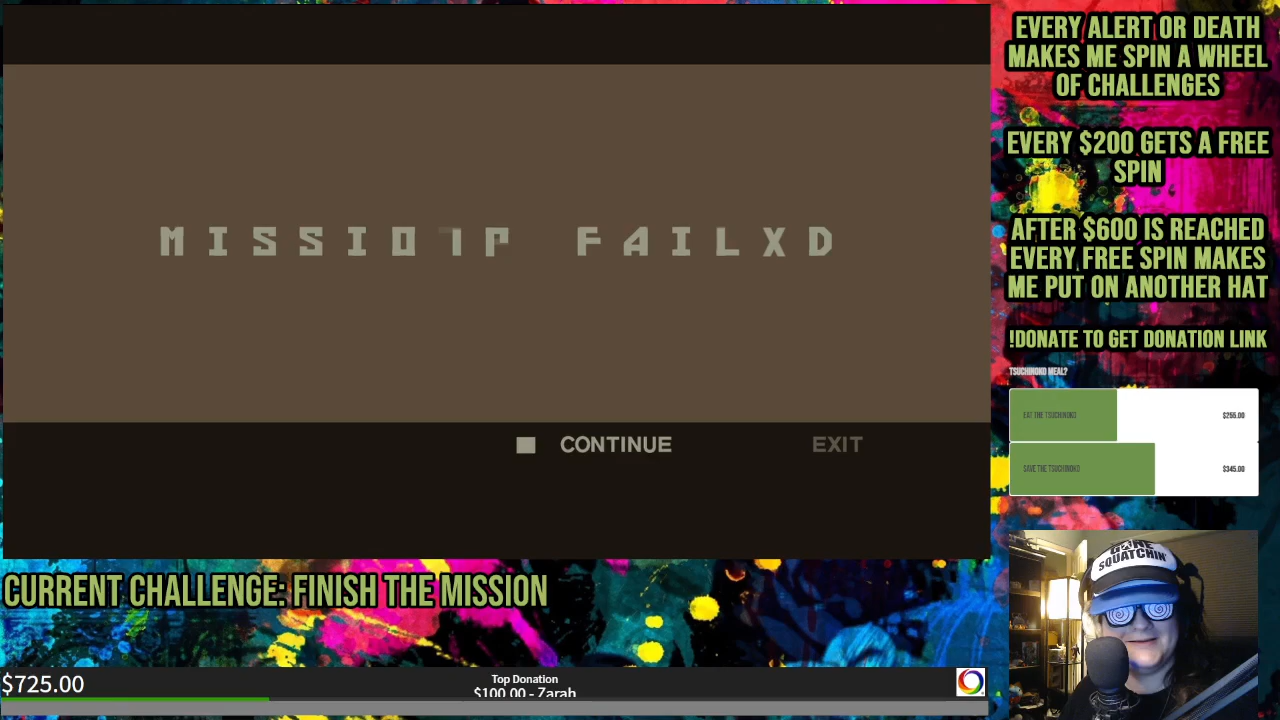 MISSIO1P FAILXD
CONTINUE EXIT
EVERY ALERT OR DEATH
MAKES ME SPIN A WHEEL
OF CHALLENGES
EVERY $200 GETS A FREE
SPIN
AFTER $600 IS REACHED
EVERY FREE SPIN MAKES
ME PUT ON ANOTHER HAT
!DONATE TO GET DONATION LINK
TSUCHINOKO MEAL?
EAT THE TSUCHINOKO $255.00
SAVE THE TSUCHINOKO $345.00
GONE
SQUATCHIN'
CURRENT CHALLENGE: FINISH THE MISSION
$725.00
Top Donation
$100.00 - Zarah